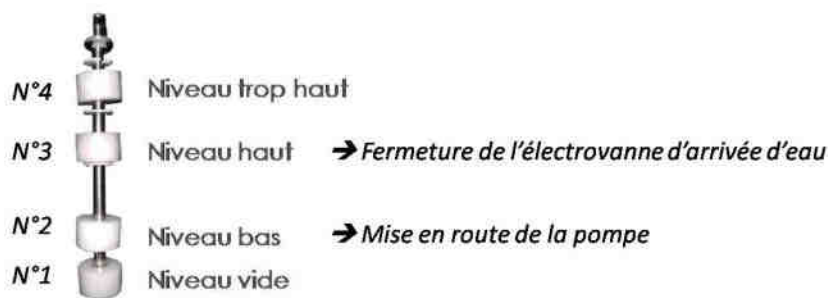 N°4 Niveau trop haut
N°3 Niveau haut ➔ Fermeture de l'électrovanne d'arrivée d'eau
N°2 Niveau bas ➔ Mise en route de la pompe
N°1 Niveau vide